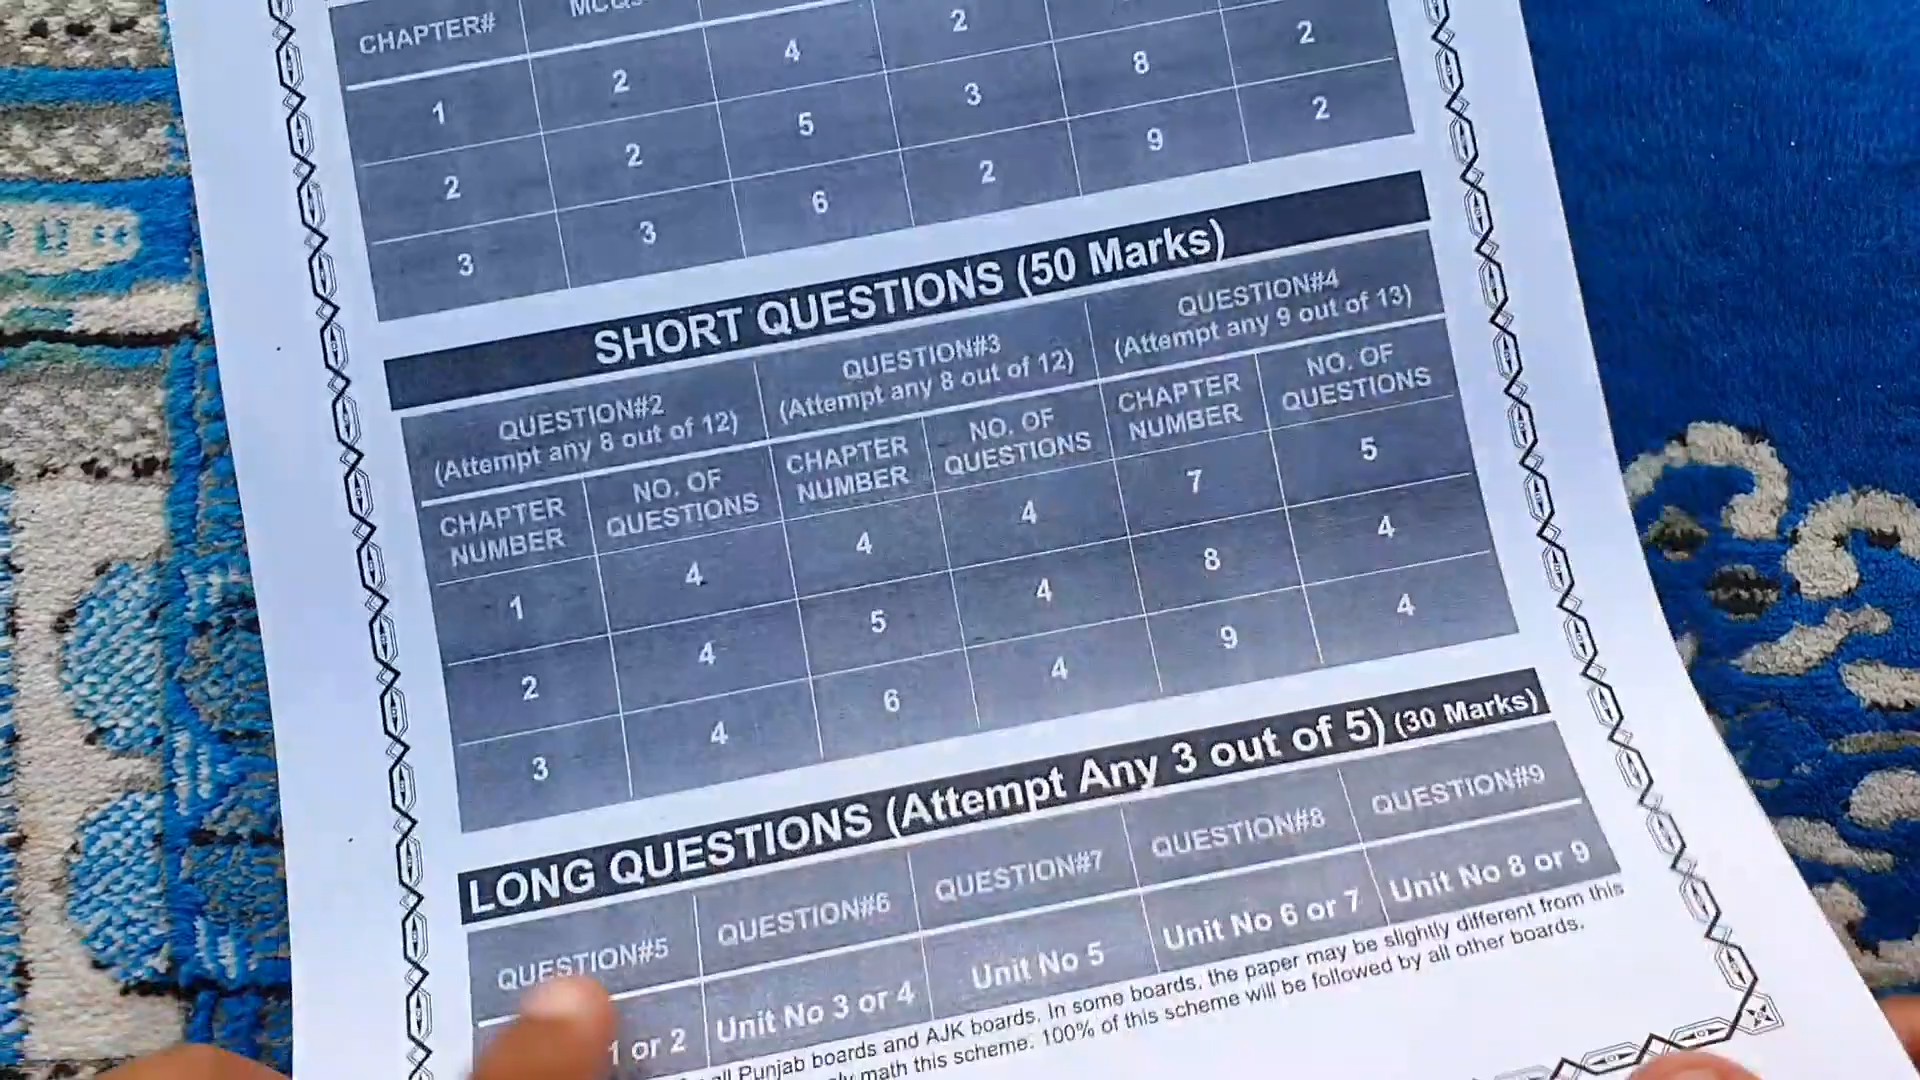 CHAPTER# MCQs
1 2 4 2 2
2 2 5 3 8 2
3 3 6 2 9
SHORT QUESTIONS (50 Marks)
QUESTION#2 QUESTION#3 QUESTION#4
(Attempt any 8 out of 12) (Attempt any 8 out of 12) (Attempt any 9 out of 13)
CHAPTER NO. OF CHAPTER NO. OF CHAPTER NO. OF
NUMBER QUESTIONS NUMBER QUESTIONS NUMBER QUESTIONS
1 4 4 4 7 5
2 4 5 4 8 4
3 4 6 4 9 4
LONG QUESTIONS (Attempt Any 3 out of 5) (30 Marks)
QUESTION#5 QUESTION#6 QUESTION#7 QUESTION#8 QUESTION#9
1 or 2 Unit No 3 or 4 Unit No 5 Unit No 6 or 7 Unit No 8 or 9
Punjab boards and AJK boards. In some boards, the paper may be slightly different from this
math this scheme. 100% of this scheme will be followed by all other boards.